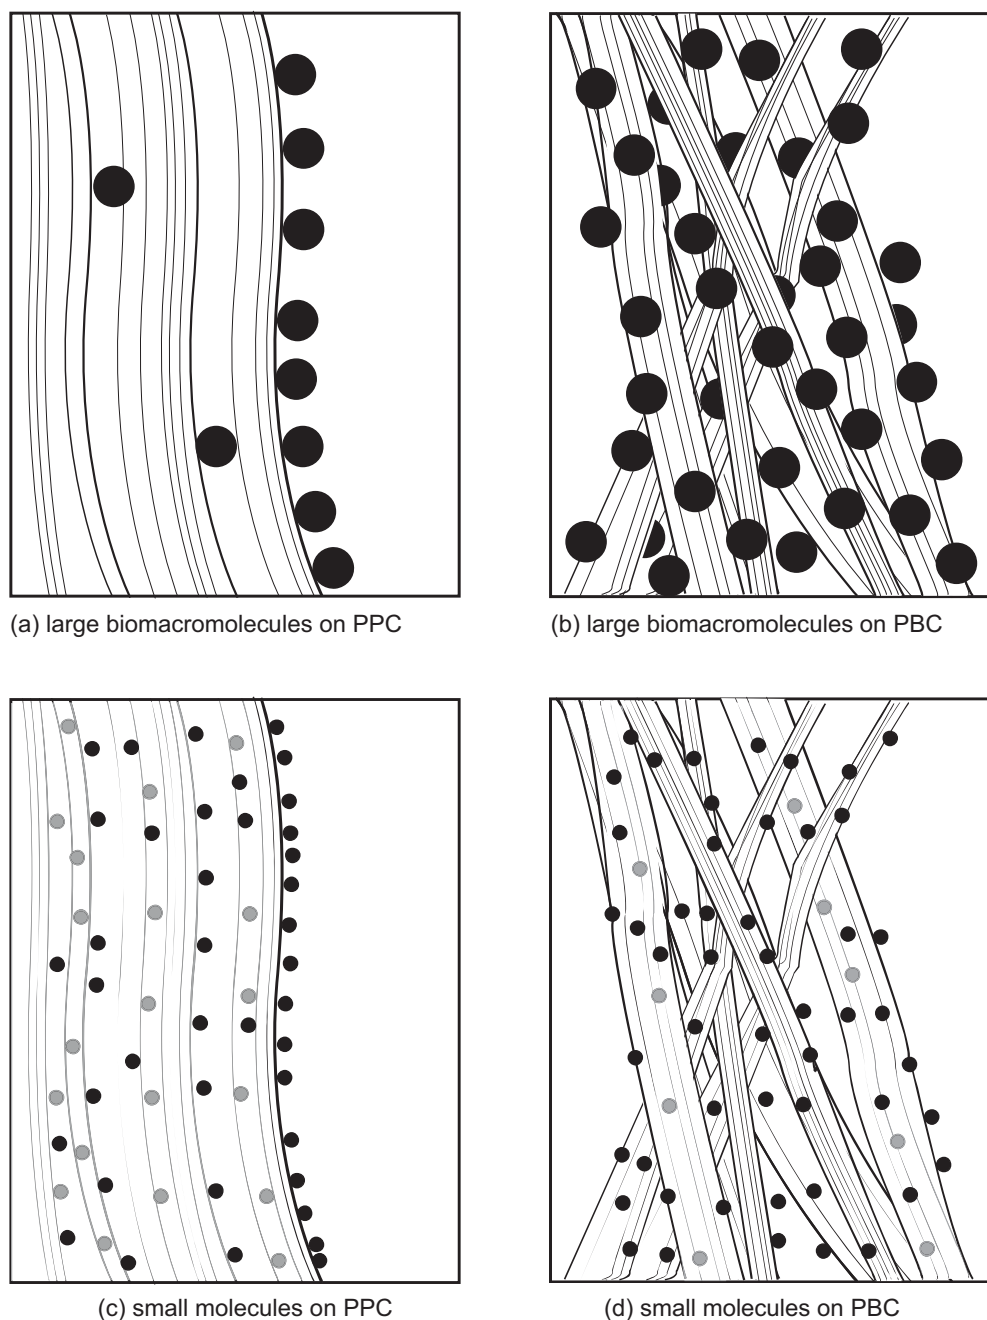 (a) large biomacromolecules on PPC
(b) large biomacromolecules on PBC
(c) small molecules on PPC
(d) small molecules on PBC